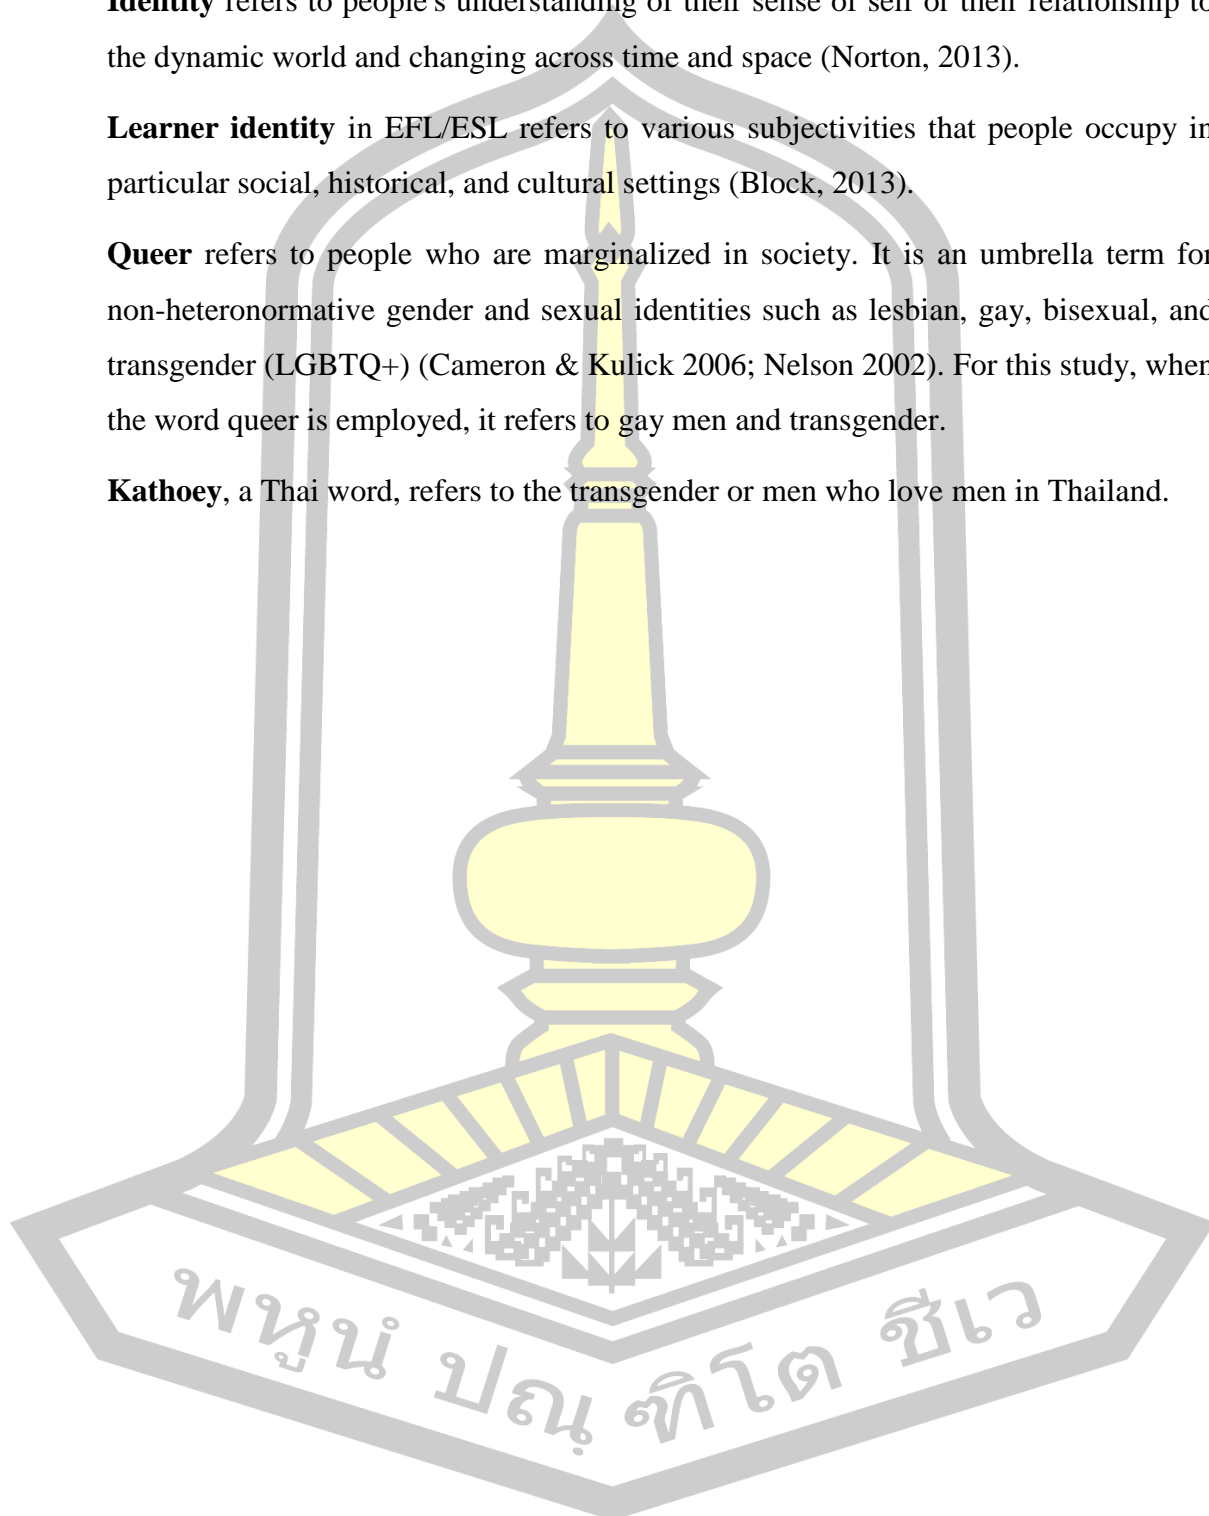 Identity refers to people's understanding of their sense of self or their relationship to
the dynamic world and changing across time and space (Norton, 2013).
Learner identity in EFL/ESL refers to various subjectivities that people occupy in
particular social, historical, and cultural settings (Block, 2013).
Queer refers to people who are marginalized in society. It is an umbrella term for
non-heteronormative gender and sexual identities such as lesbian, gay, bisexual, and
transgender (LGBTQ+) (Cameron & Kulick 2006; Nelson 2002). For this study, when
the word queer is employed, it refers to gay men and transgender.
Kathoey, a Thai word, refers to the transgender or men who love men in Thailand.
พหูนํ ปณฺฑิโต ชีเว